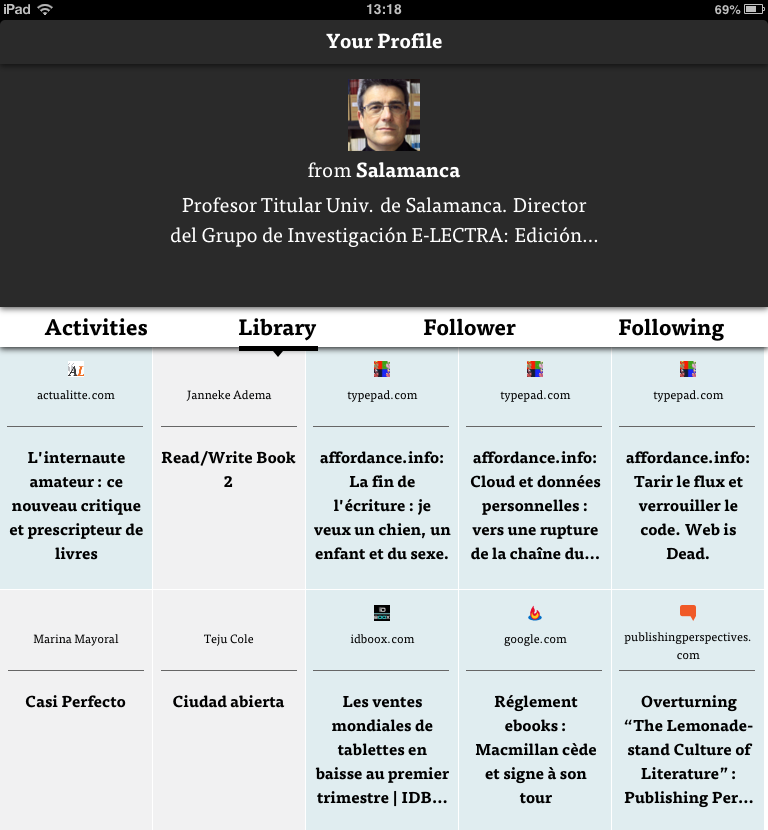 iPad 13:18 69%
Your Profile
from Salamanca
Profesor Titular Univ. de Salamanca. Director
del Grupo de Investigación E-LECTRA: Edición...
Activities Library Follower Following
AL
actualitte.com
L'internaute
amateur : ce
nouveau critique
et prescripteur de
livres
Janneke Adema
Read/Write Book
2
typepad.com
affordance.info:
La fin de
l'écriture : je
veux un chien, un
enfant et du sexe.
typepad.com
affordance.info:
Cloud et données
personnelles :
vers une rupture
de la chaîne du...
typepad.com
affordance.info:
Tarir le flux et
verrouiller le
code. Web is
Dead.
Marina Mayoral
Casi Perfecto
Teju Cole
Ciudad abierta
iD
BOOX
idboox.com
Les ventes
mondiales de
tablettes en
baisse au premier
trimestre | IDB...
google.com
Réglement
ebooks :
Macmillan cède
et signe à son
tour
publishingperspectives.
com
Overturning
“The Lemonade-
stand Culture of
Literature” :
Publishing Per...